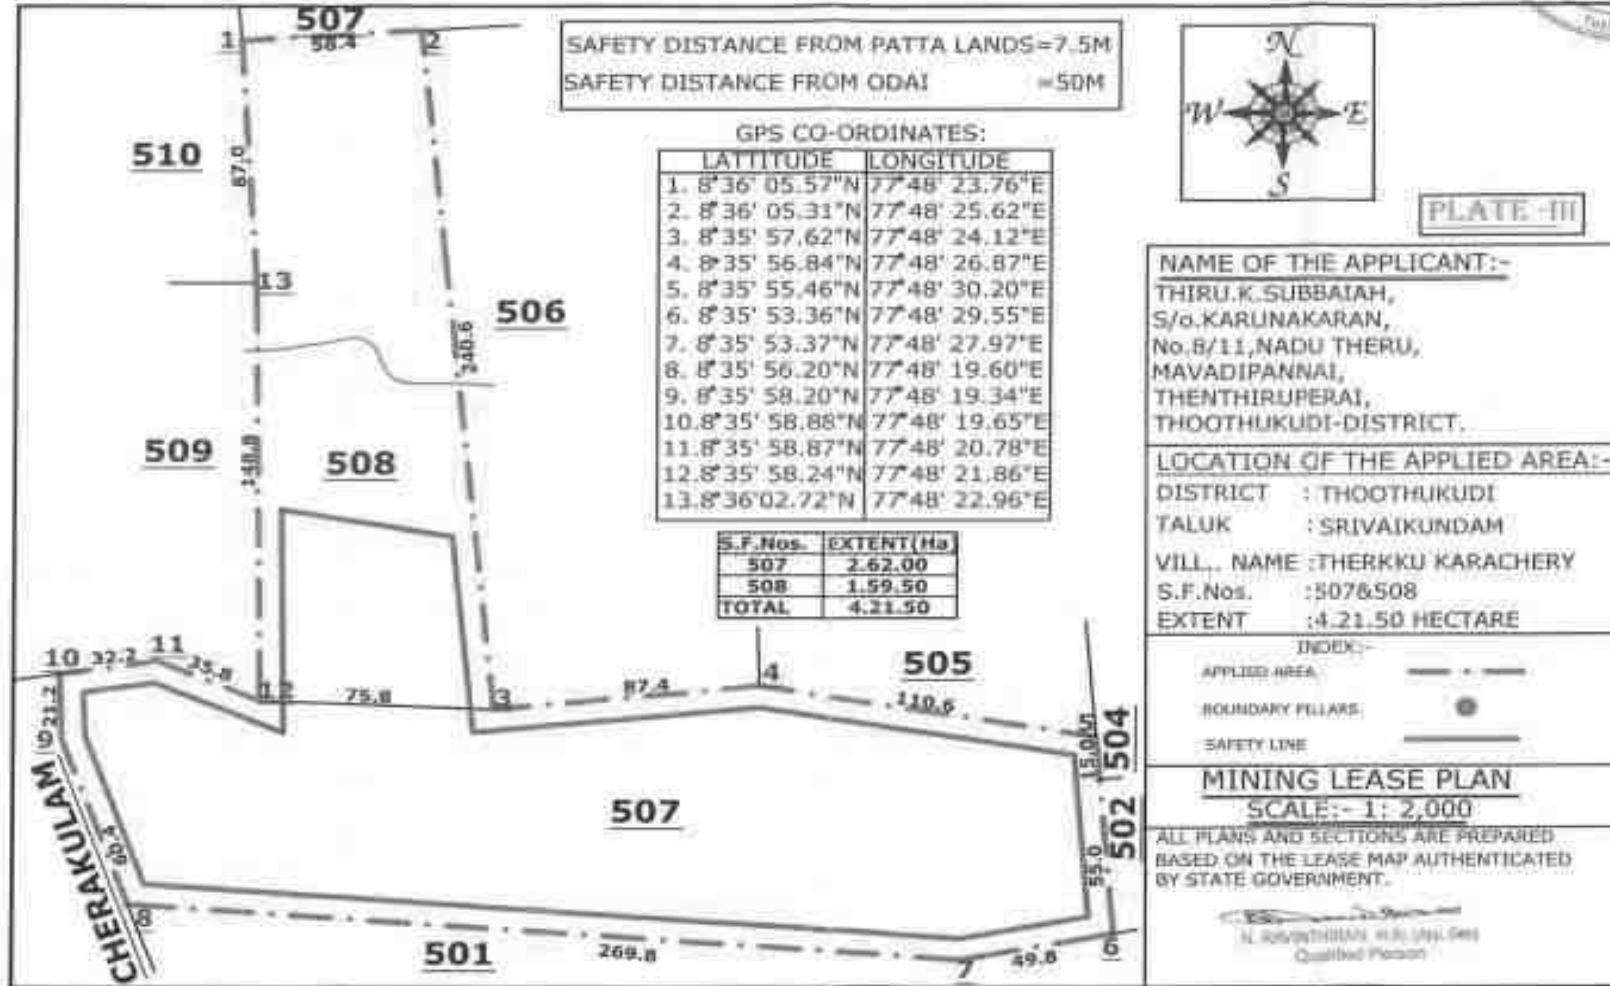 507
1
58.4
2
SAFETY DISTANCE FROM PATTA LANDS=7.5M
SAFETY DISTANCE FROM ODAI =50M
N
W E
S
510
87.0
GPS CO-ORDINATES:
LATTITUDE LONGITUDE
1. 8°36' 05.57"N 77°48' 23.76"E
2. 8°36' 05.31"N 77°48' 25.62"E
3. 8°35' 57.62"N 77°48' 24.12"E
4. 8°35' 56.84"N 77°48' 26.87"E
5. 8°35' 55.46"N 77°48' 30.20"E
6. 8°35' 53.36"N 77°48' 29.55"E
7. 8°35' 53.37"N 77°48' 27.97"E
8. 8°35' 56.20"N 77°48' 19.60"E
9. 8°35' 58.20"N 77°48' 19.34"E
10.8°35' 58.88"N 77°48' 19.65"E
11.8°35' 58.87"N 77°48' 20.78"E
12.8°35' 58.24"N 77°48' 21.86"E
13.8°36'02.72"N 77°48' 22.96"E
PLATE -III
13
506
240.6
509
148.8
508
S.F.Nos. EXTENT(Ha)
507 2.62.00
508 1.59.50
TOTAL 4.21.50
NAME OF THE APPLICANT:-
THIRU.K.SUBBAIAH,
S/o.KARUNAKARAN,
No.8/11,NADU THERU,
MAVADIPANNAI,
THENTHIRUPERAI,
THOOTHUKUDI-DISTRICT.
LOCATION OF THE APPLIED AREA:-
DISTRICT : THOOTHUKUDI
TALUK : SRIVAIKUNDAM
VILL.. NAME :THERKKU KARACHERY
S.F.Nos. :507&508
EXTENT :4.21.50 HECTARE
INDEX:-
APPLIED AREA
BOUNDARY PILLARS
SAFETY LINE
MINING LEASE PLAN
SCALE:- 1: 2,000
ALL PLANS AND SECTIONS ARE PREPARED
BASED ON THE LEASE MAP AUTHENTICATED
BY STATE GOVERNMENT.
Qualified Person
10
32.2
11
35.8
12
75.8
3
87.4
4
505
110.6
5
15.0
504
502
55.0
21.2
9
60.4
CHERAKULAM
507
8
501
269.8
7
49.8
6